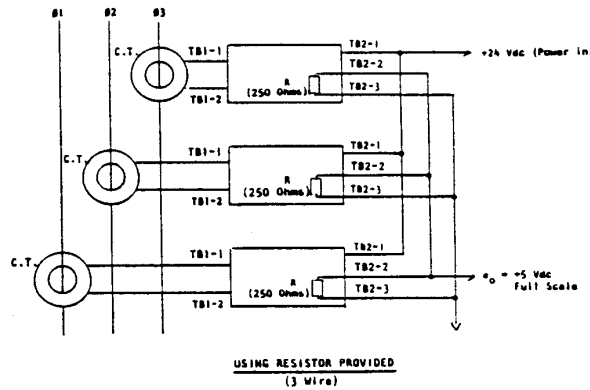 Ø1 Ø2 Ø3
C.T. TB1-1 TB2-1 +24 Vdc (Power in.
TB2-2
R TB2-3
TB1-2 (250 Ohms)
C.T. TB1-1 TB2-1
TB2-2
R TB2-3
(250 Ohms)
TB1-2
C.T. TB1-1 TB2-1
TB2-2 e₀ = +5 Vdc
R TB2-3 Full Scale
TB1-2 (250 Ohms)
USING RESISTOR PROVIDED
(3 Wire)